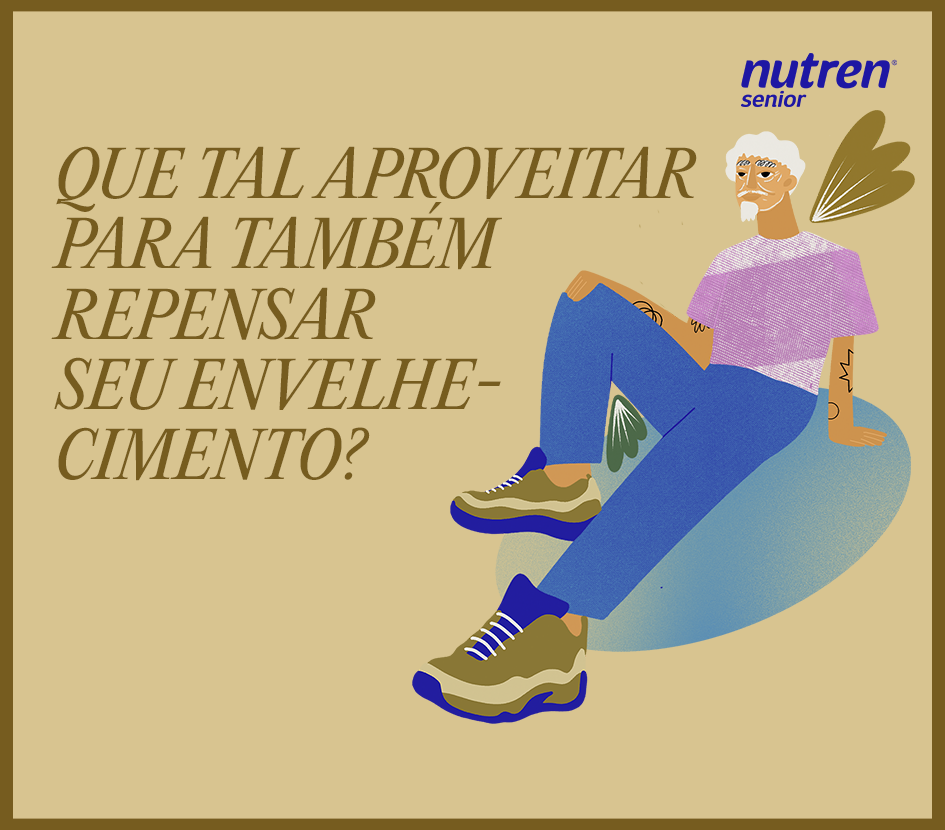 nutren®
senior
QUE TAL APROVEITAR
PARA TAMBÉM
REPENSAR
SEU ENVELHE-
CIMENTO?